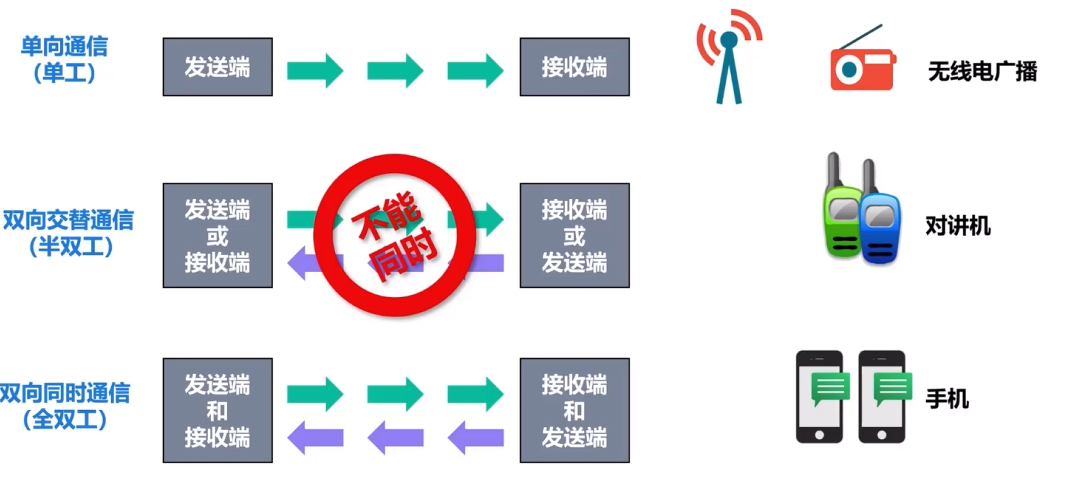 单向通信
（单工）
发送端
接收端
无线电广播
双向交替通信
（半双工）
发送端
或
接收端
不能
同时
接收端
或
发送端
对讲机
双向同时通信
（全双工）
发送端
和
接收端
接收端
和
发送端
手机